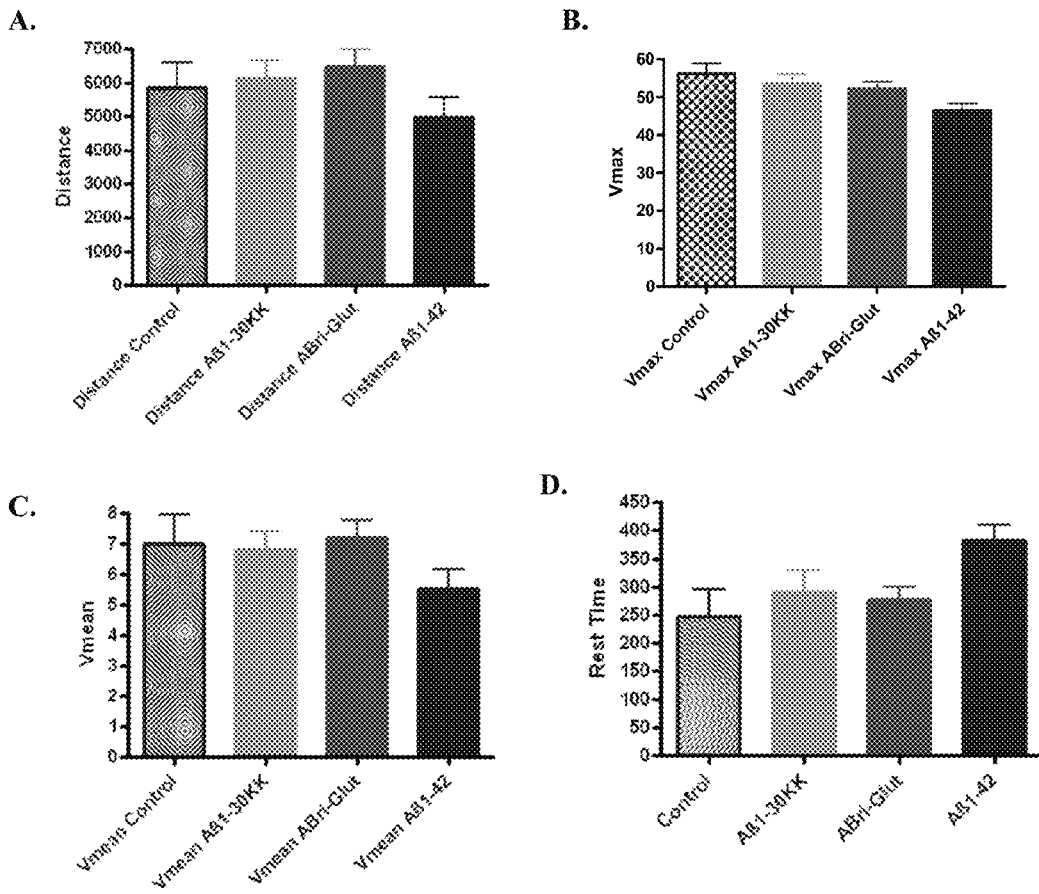 A.
Distance
7000
6000
5000
4000
3000
2000
1000
0
Distance Control
Distance Aß1-30KK
Distance ABri-Glut
Distance Aß1-42
B.
Vmax
60
50
40
30
20
10
0
Vmax Control
Vmax Aß1-30KK
Vmax ABri-Glut
Vmax Aß1-42
C.
Vmean
8
7
6
5
4
3
2
1
0
Vmean Control
Vmean Aß1-30KK
Vmean ABri-Glut
Vmean Aß1-42
D.
Rest Time
450
400
350
300
250
200
150
100
50
0
Control
Aß1-30KK
ABri-Glut
Aß1-42